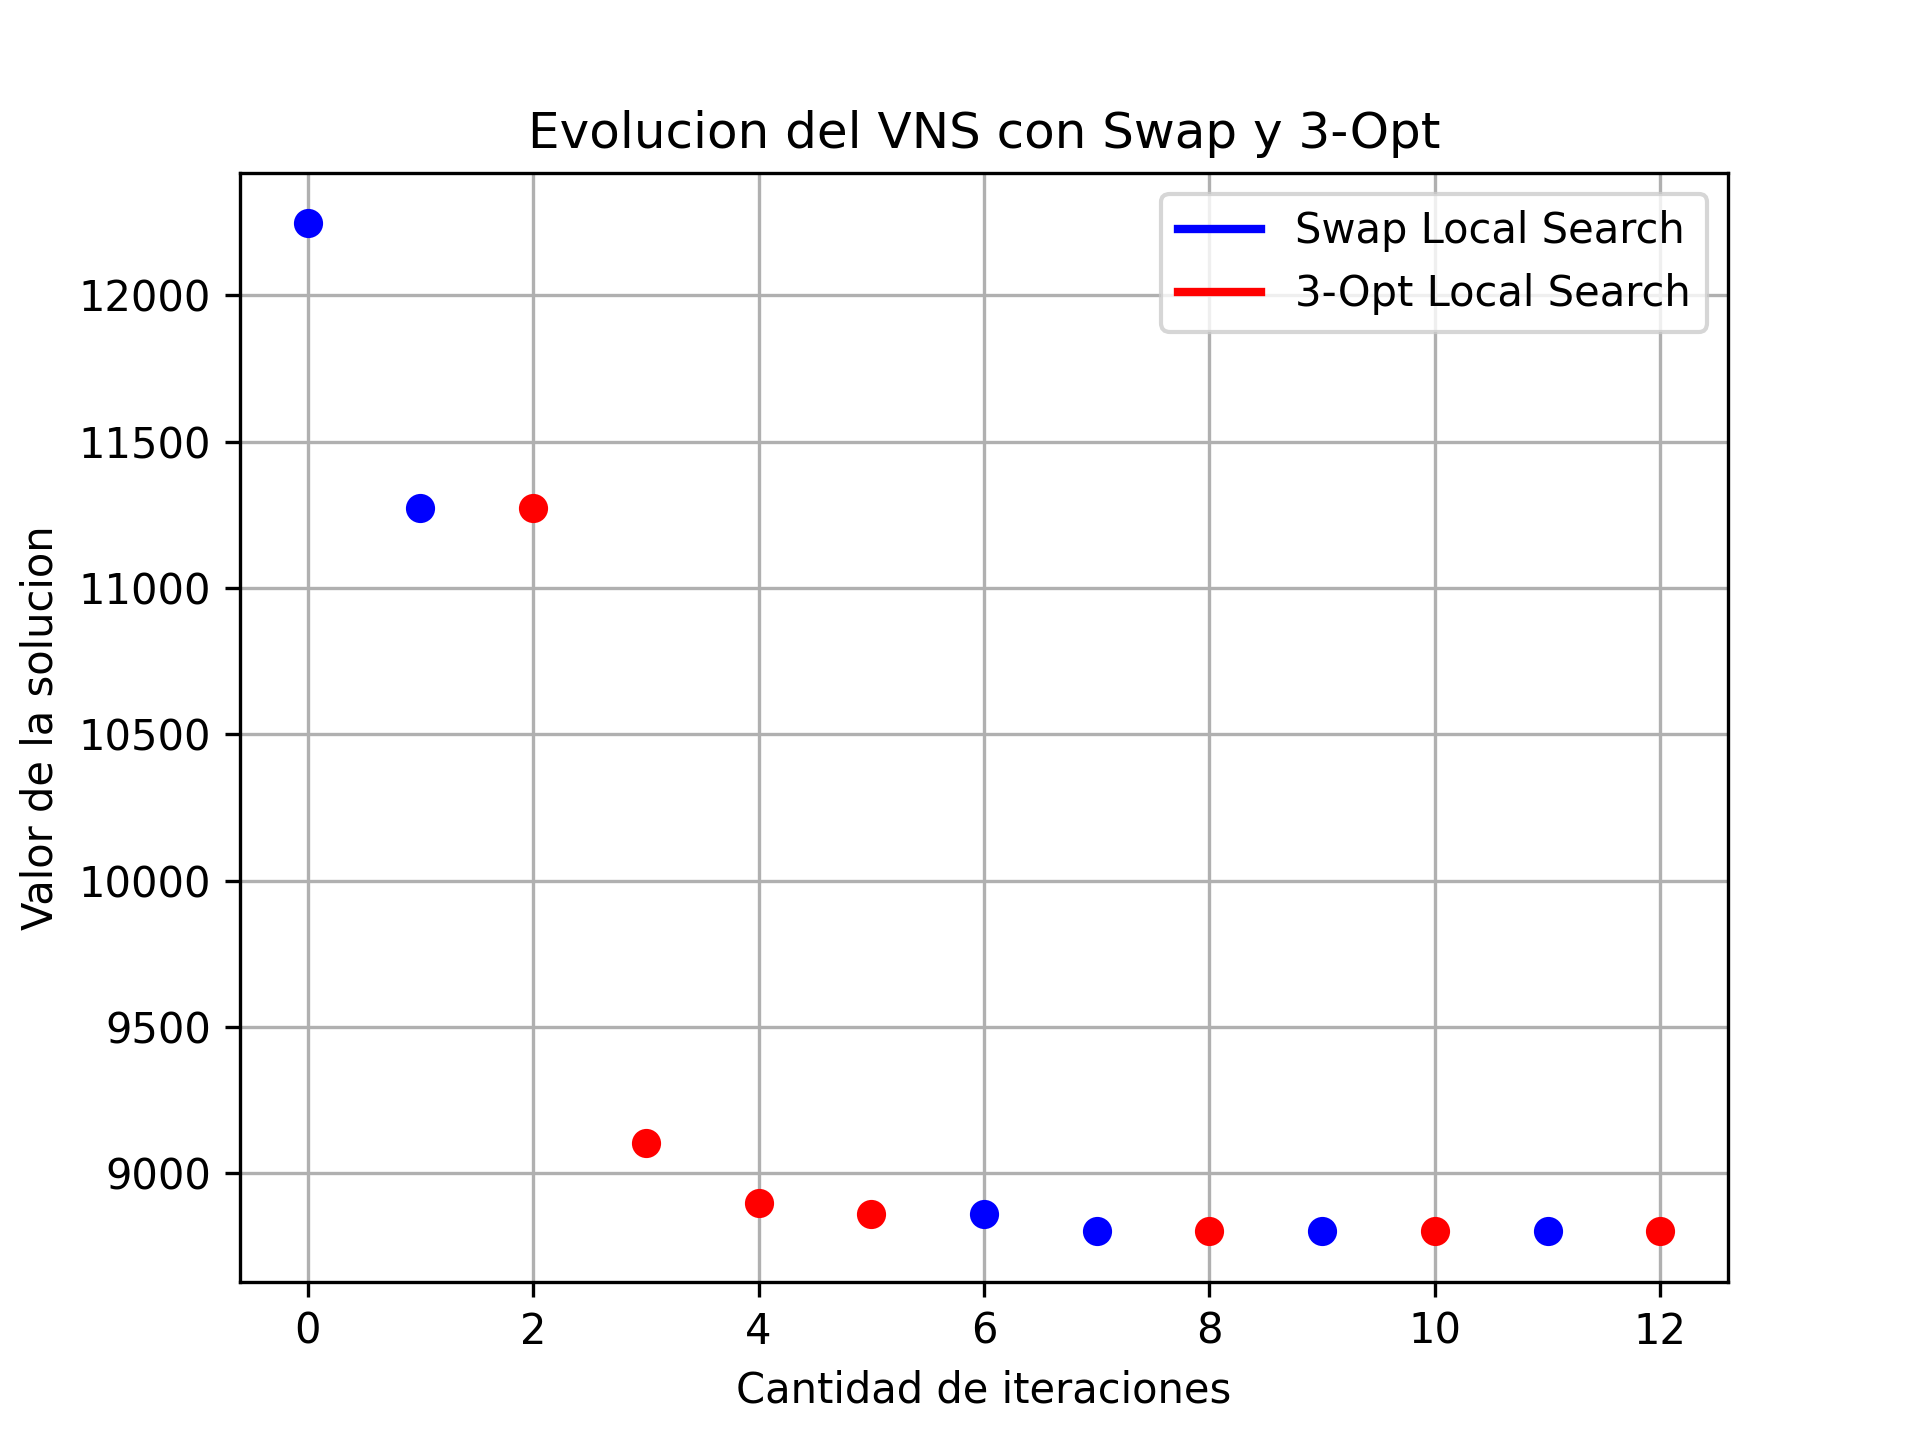 Evolucion del VNS con Swap y 3-Opt
Swap Local Search
3-Opt Local Search
Valor de la solucion
12000
11500
11000
10500
10000
9500
9000
0 2 4 6 8 10 12
Cantidad de iteraciones